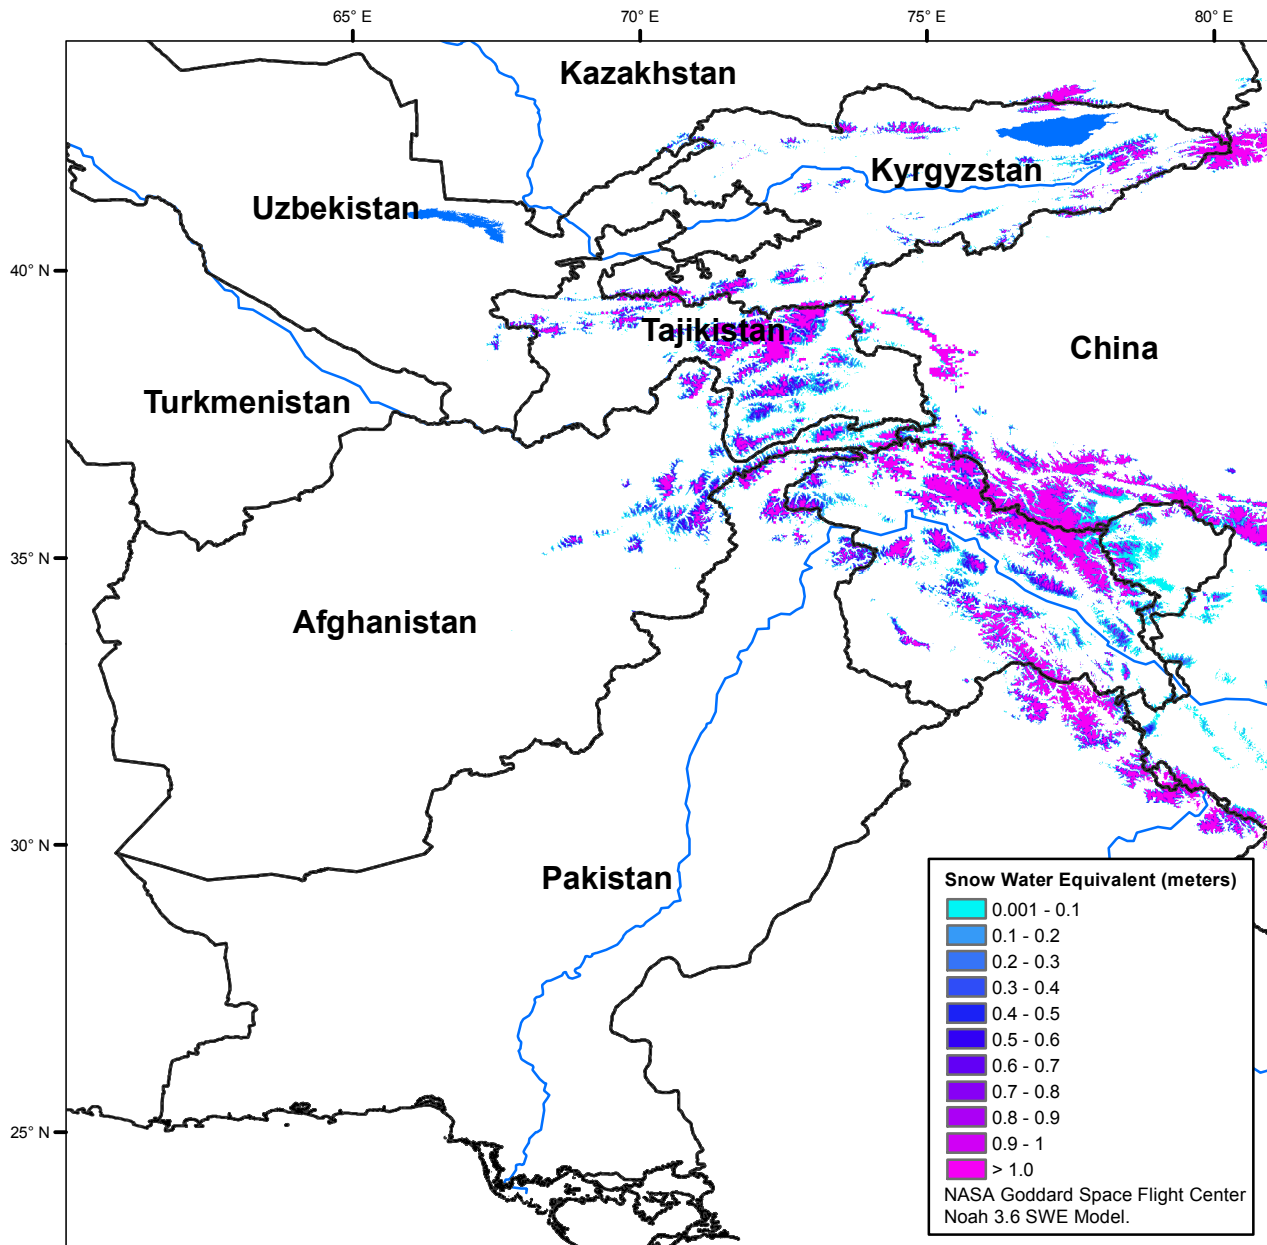 65° E
70° E
75° E
80° E
Kazakhstan
Kyrgyzstan
Uzbekistan
40° N
Tajikistan
China
Turkmenistan
35° N
Afghanistan
30° N
Pakistan
25° N
Snow Water Equivalent (meters)
0.001 - 0.1
0.1 - 0.2
0.2 - 0.3
0.3 - 0.4
0.4 - 0.5
0.5 - 0.6
0.6 - 0.7
0.7 - 0.8
0.8 - 0.9
0.9 - 1
> 1.0
NASA Goddard Space Flight Center
Noah 3.6 SWE Model.